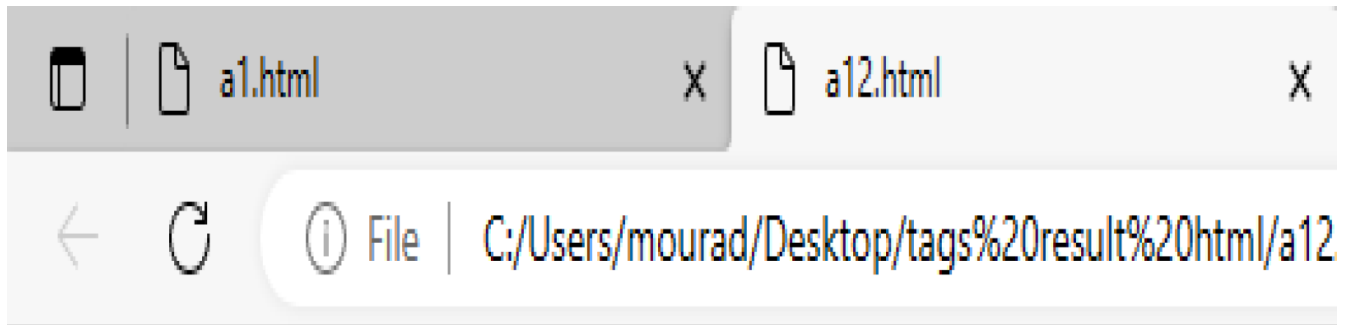 a1.html x a12.html x
File C:/Users/mourad/Desktop/tags%20result%20html/a12.